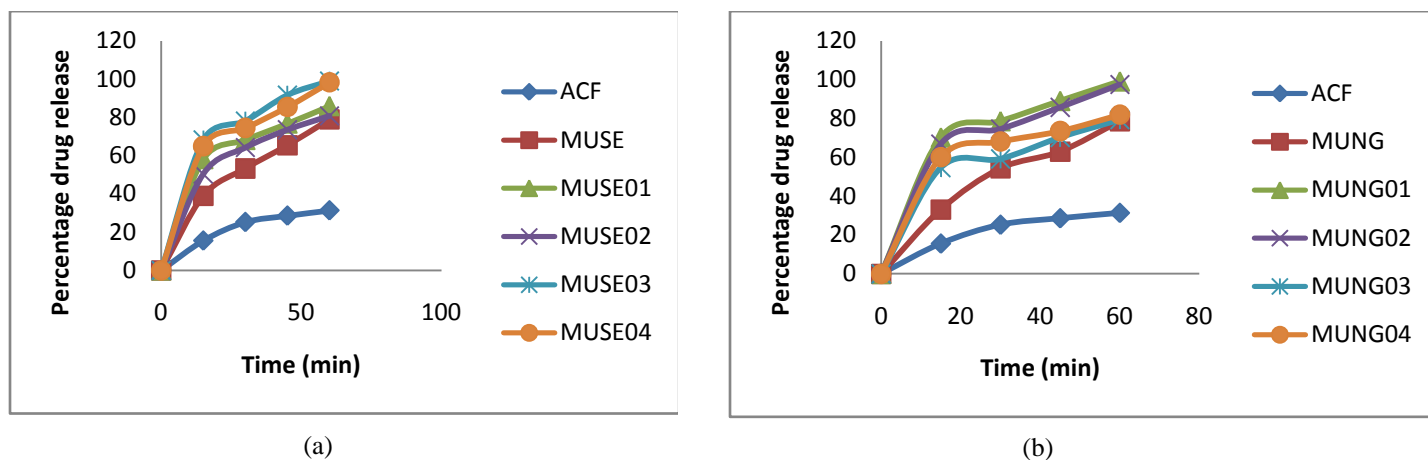 Percentage drug release
120
100
80
60
40
20
0
0
50
100
Time (min)
ACF
MUSE
MUSE01
MUSE02
MUSE03
MUSE04
(a)
Percentage drug release
120
100
80
60
40
20
0
0
20
40
60
80
Time (min)
ACF
MUNG
MUNG01
MUNG02
MUNG03
MUNG04
(b)